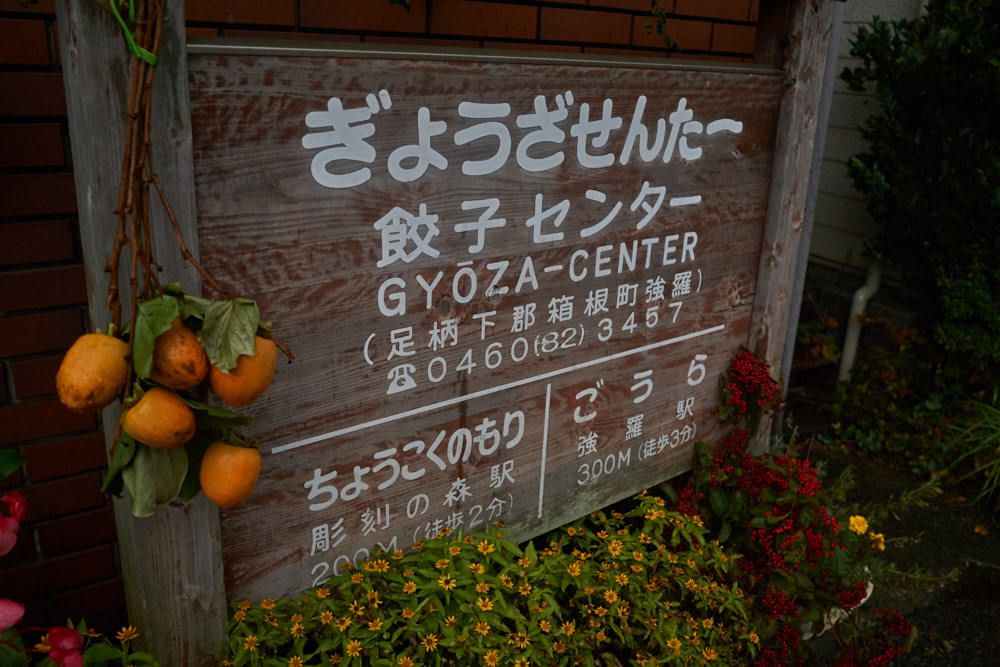 ぎょうざせんたー
餃子センター
GYŌZA-CENTER
(足柄下郡箱根町強羅)
☎0460(82)3457
ちょうこくのもり
彫刻の森駅
200M(徒歩2分)
ごうら
強羅駅
300M(徒歩3分)